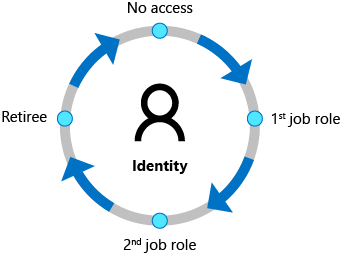 No access
Retiree
1st job role
Identity
2nd job role